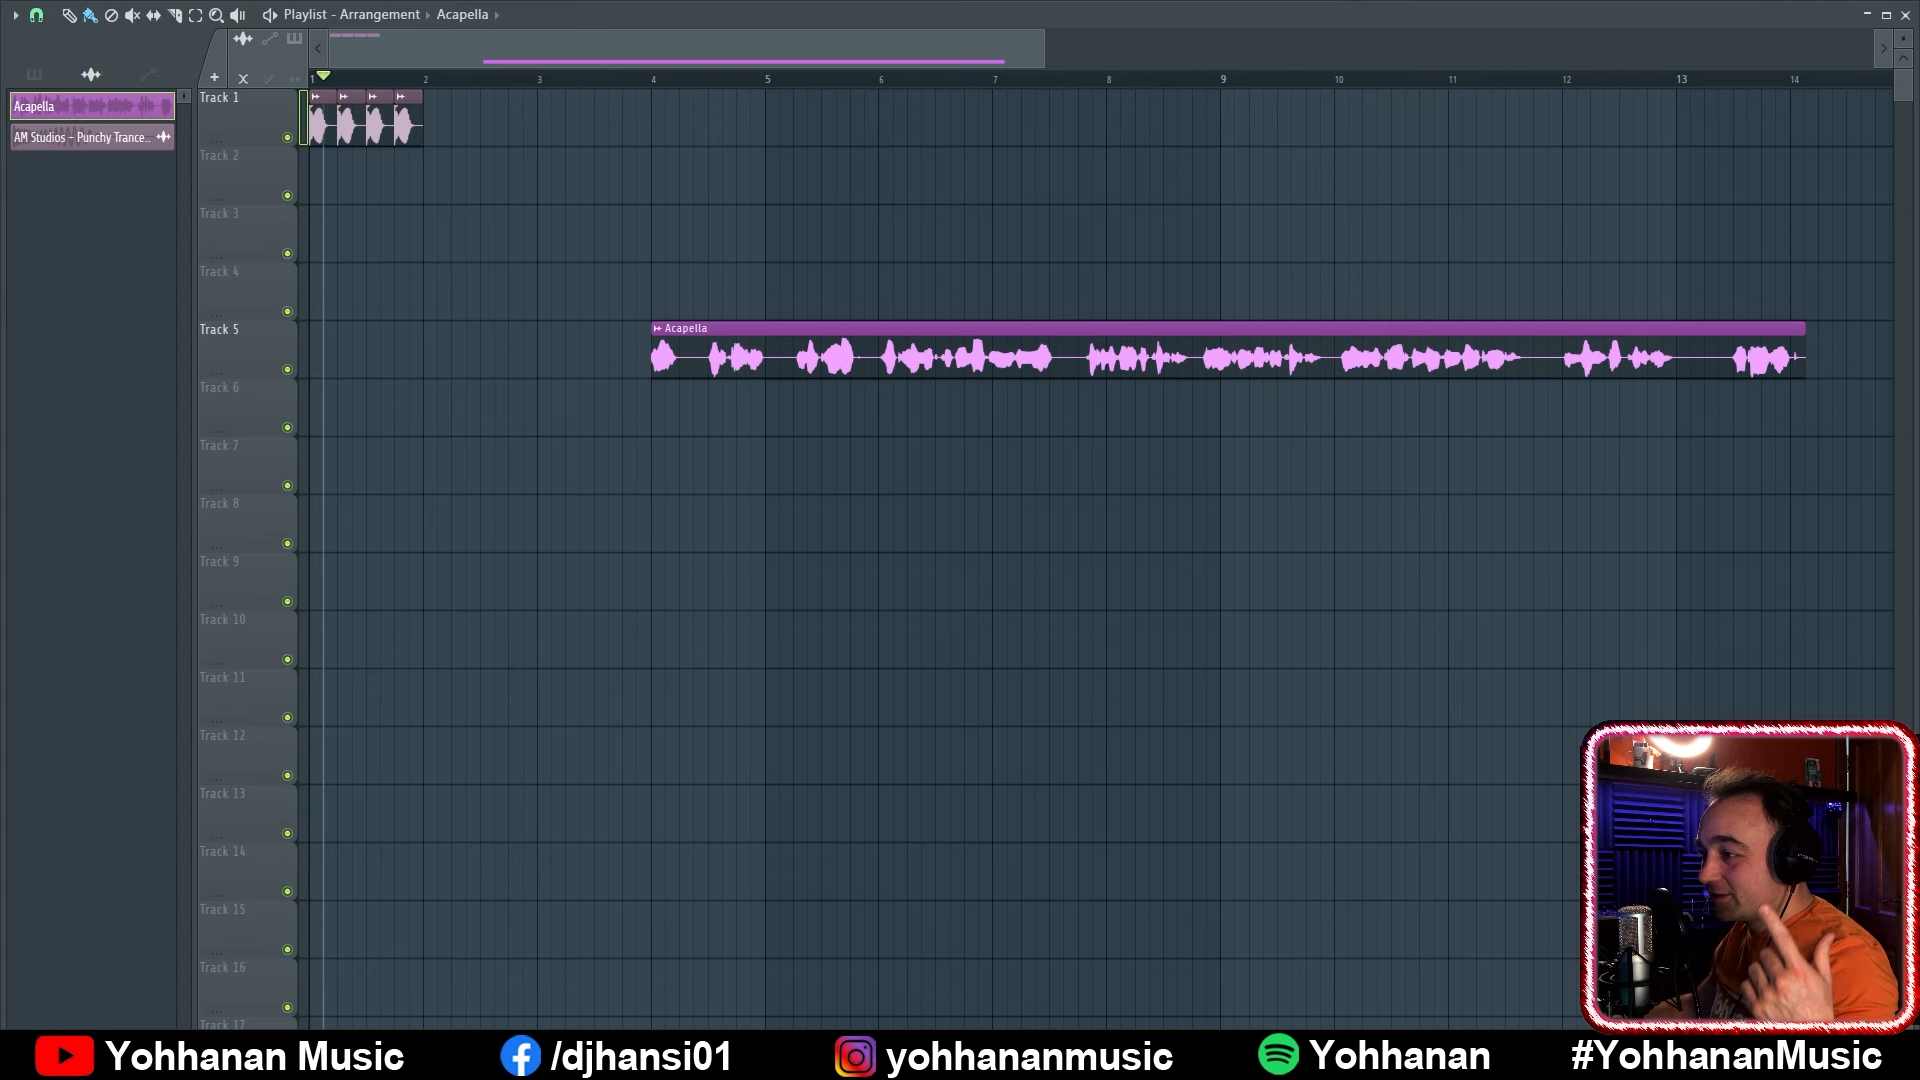 Playlist - Arrangement Acapella
1 2 3 4 5 6 7 8 9 10 11 12 13 14
Acapella
AM Studios - Punchy Trance..
Track 1
Track 2
Track 3
Track 4
Track 5
Acapella
Track 6
Track 7
Track 8
Track 9
Track 10
Track 11
Track 12
Track 13
Track 14
Track 15
Track 16
Track 17
Yohhanan Music
/djhansi01
yohhananmusic
Yohhanan
#YohhananMusic